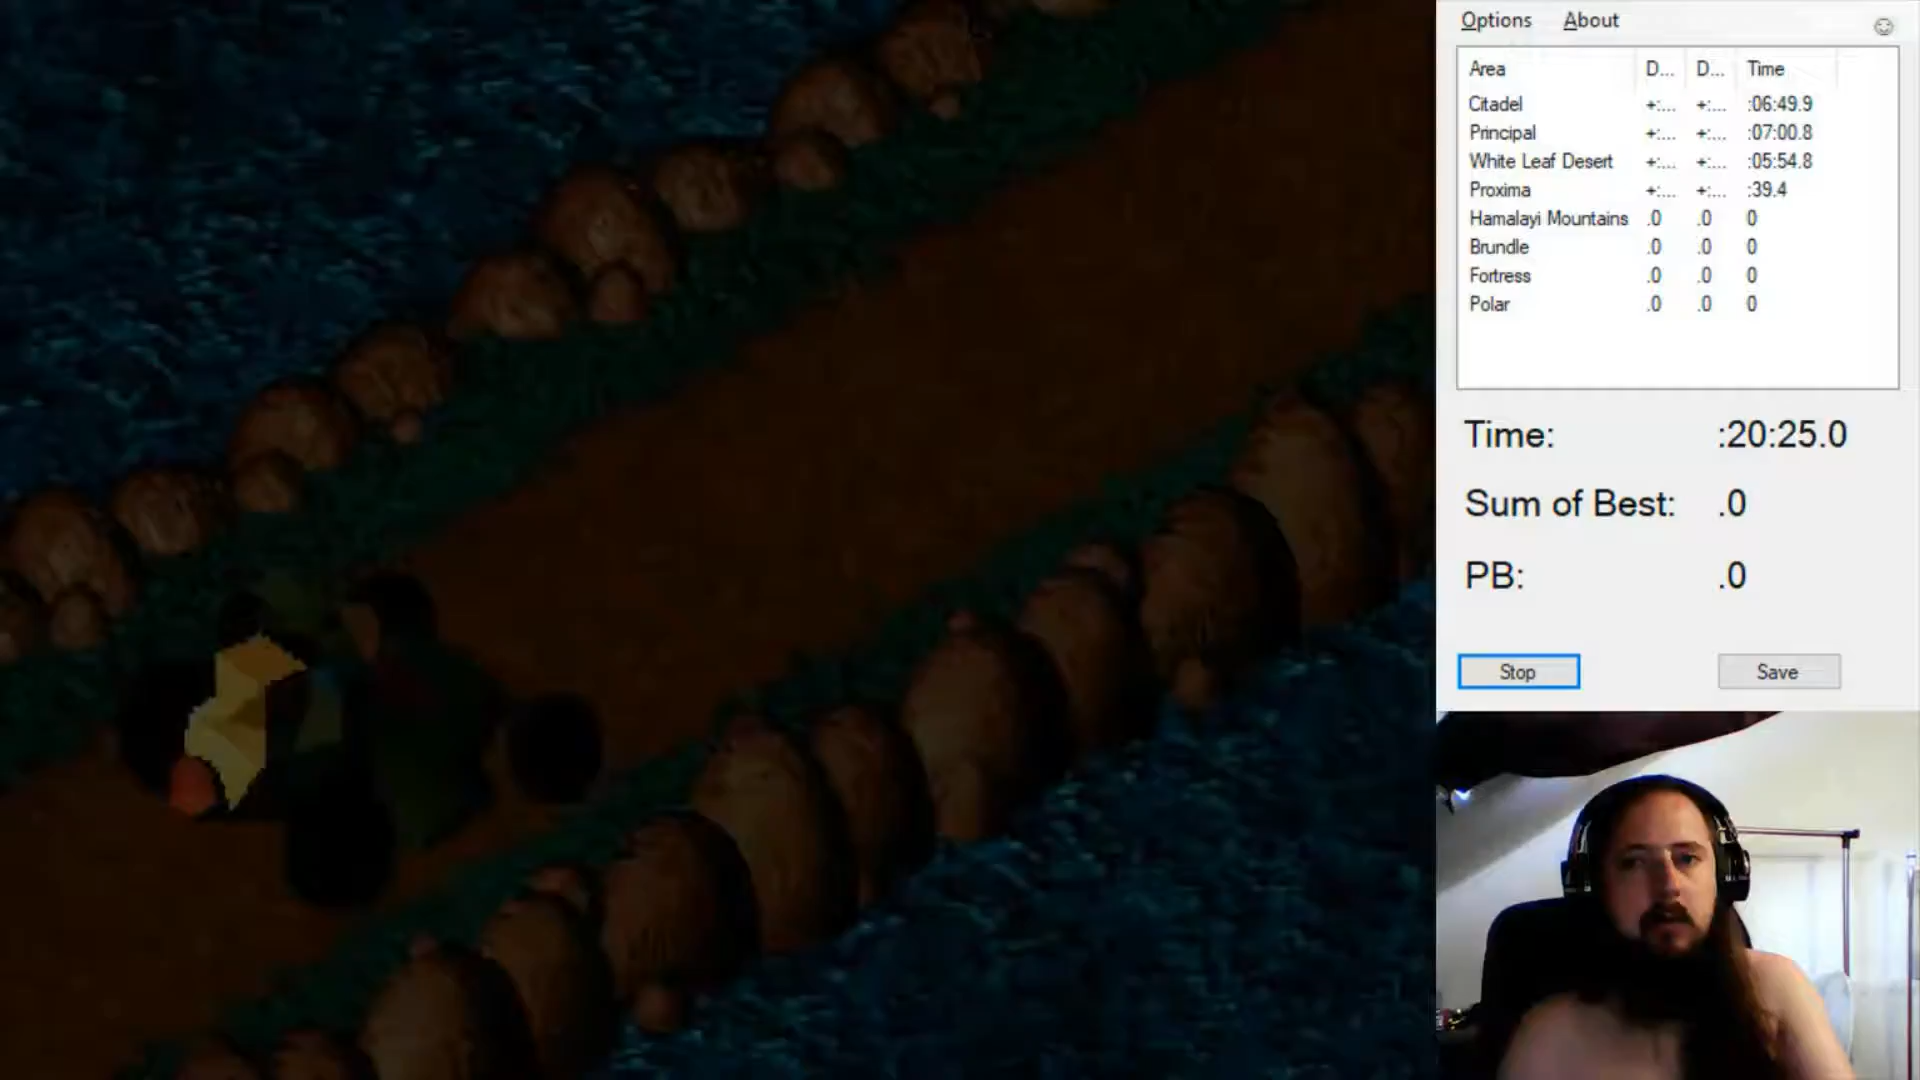 Options About
Area D... D... Time
Citadel +:... +:... :06:49.9
Principal +:... +:... :07:00.8
White Leaf Desert +:... +:... :05:54.8
Proxima +:... +:... :39.4
Hamalayi Mountains .0 .0 0
Brundle .0 .0 0
Fortress .0 .0 0
Polar .0 .0 0
Time: :20:25.0
Sum of Best: .0
PB: .0
Stop Save